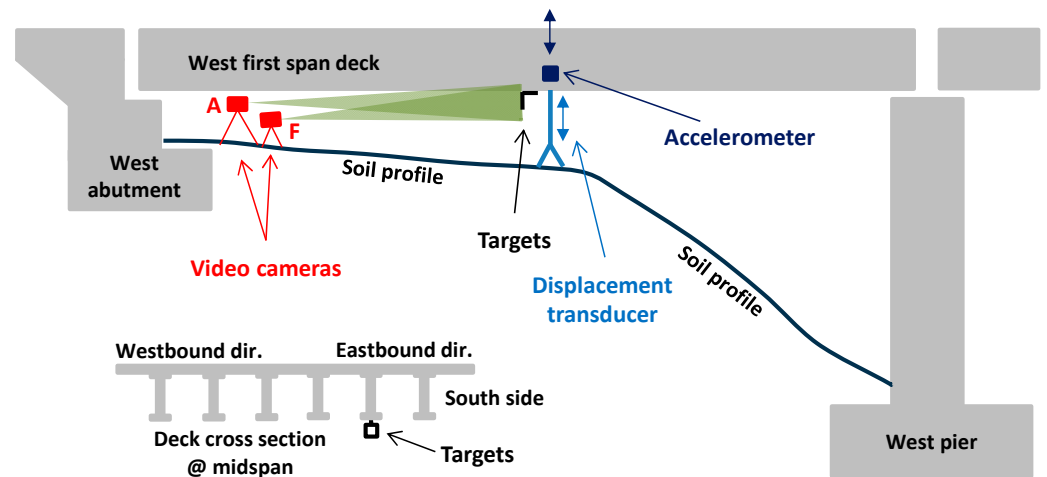 West first span deck
A
F
Accelerometer
West
abutment
Soil profile
Targets
Video cameras
Displacement
transducer
Soil profile
Westbound dir.
Eastbound dir.
South side
Deck cross section
@ midspan
Targets
West pier